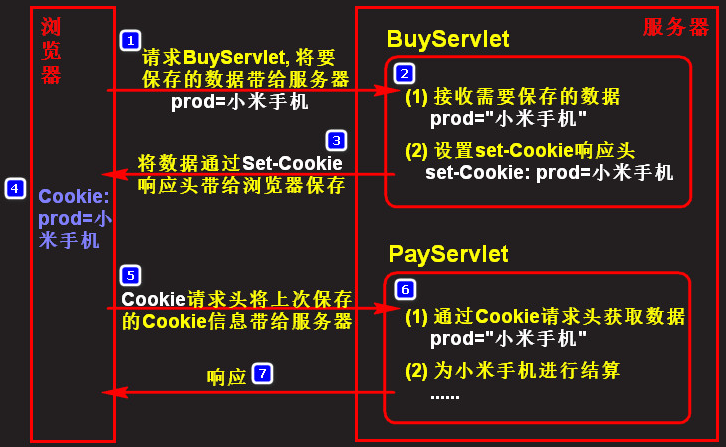 浏
览
器
服务器
1
请求BuyServlet, 将要
保存的数据带给服务器
prod=小米手机
BuyServlet
2
(1) 接收需要保存的数据
prod="小米手机"
(2) 设置set-Cookie响应头
set-Cookie: prod=小米手机
3
将数据通过Set-Cookie
响应头带给浏览器保存
4
Cookie:
prod=小
米手机
5
Cookie请求头将上次保存
的Cookie信息带给服务器
PayServlet
6
(1) 通过Cookie请求头获取数据
prod="小米手机"
(2) 为小米手机进行结算
......
响应
7